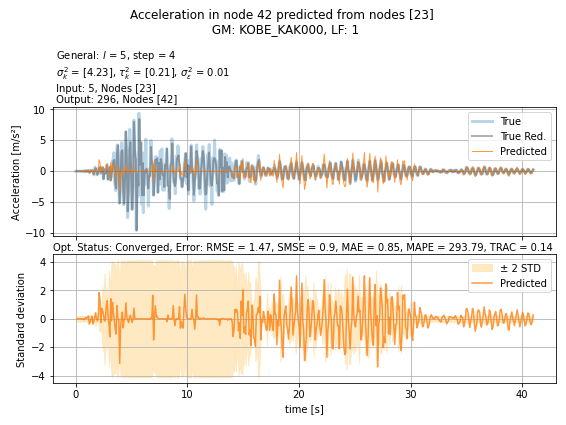 Acceleration in node 42 predicted from nodes [23]
GM: KOBE_KAK000, LF: 1
General: l = 5, step = 4
σ²ₖ = [4.23], τ²ₖ = [0.21], σ²ε = 0.01
Input: 5, Nodes [23]
Output: 296, Nodes [42]
Acceleration [m/s²]
10
5
0
−5
−10
True
True Red.
Predicted
Opt. Status: Converged, Error: RMSE = 1.47, SMSE = 0.9, MAE = 0.85, MAPE = 293.79, TRAC = 0.14
Standard deviation
4
2
0
−2
−4
± 2 STD
Predicted
0
10
20
30
40
time [s]